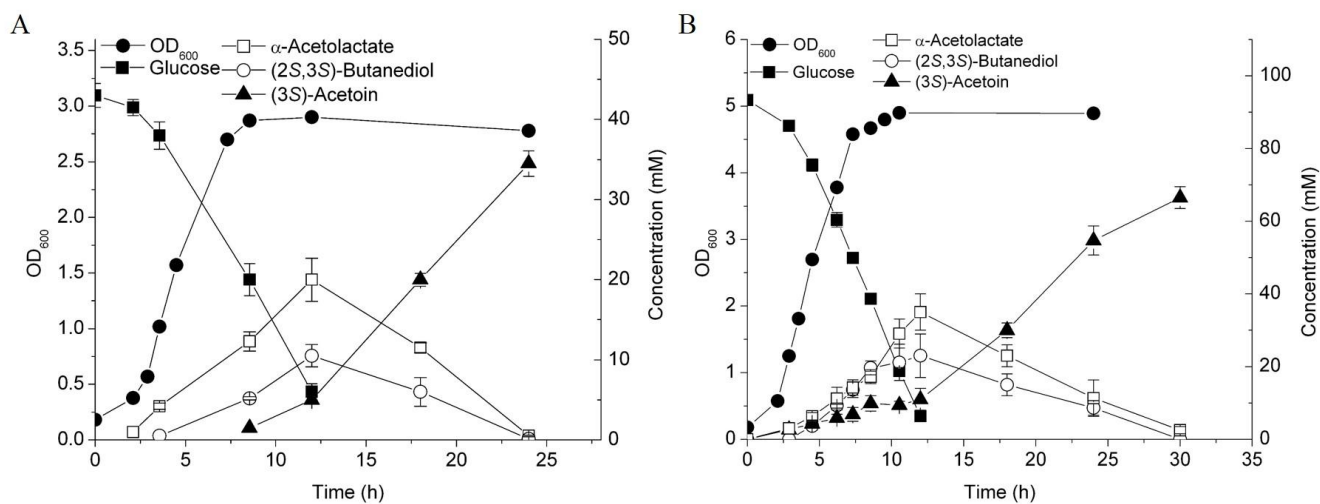 A
OD600
Glucose
α-Acetolactate
(2S,3S)-Butanediol
(3S)-Acetoin
3.5
3.0
2.5
2.0
1.5
1.0
0.5
0.0
OD600
50
40
30
20
10
0
Concentration (mM)
0 5 10 15 20 25 30
Time (h)
B
OD600
Glucose
α-Acetolactate
(2S,3S)-Butanediol
(3S)-Acetoin
6
5
4
3
2
1
0
OD600
100
80
60
40
20
0
Concentration (mM)
0 5 10 15 20 25 30 35
Time (h)